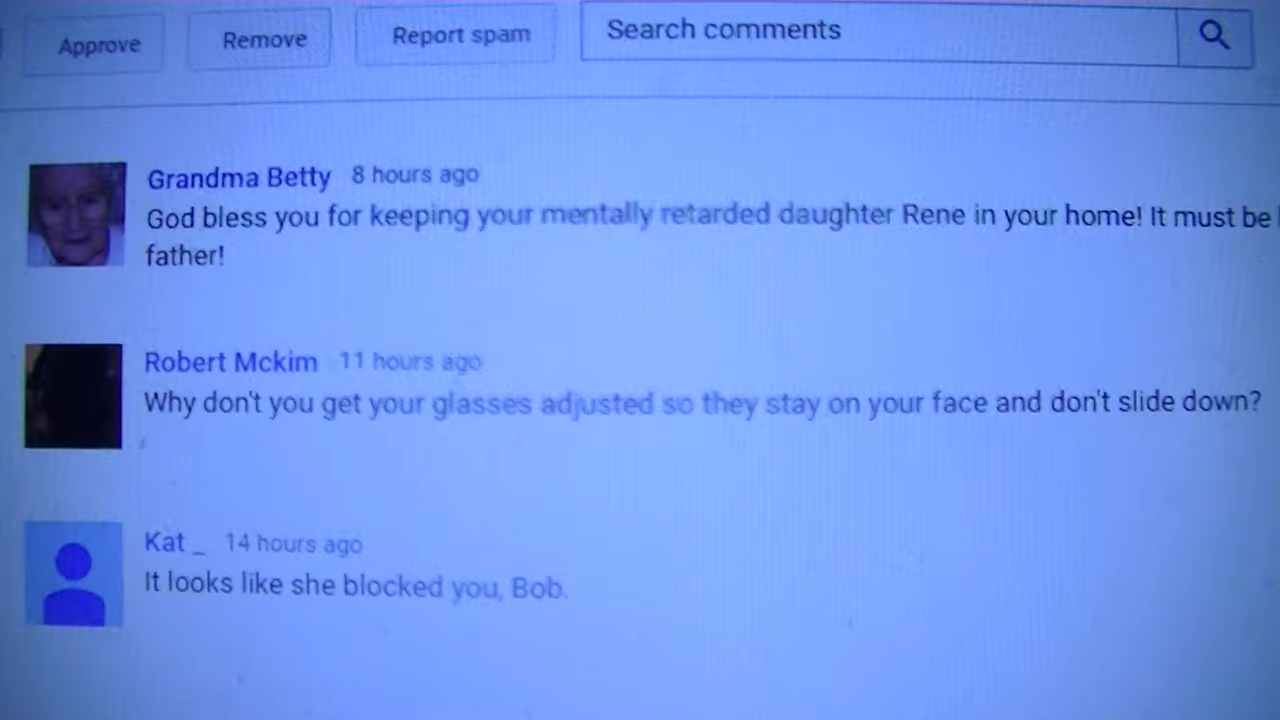 Approve
Remove
Report spam
Search comments
Grandma Betty 8 hours ago
God bless you for keeping your mentally retarded daughter Rene in your home! It must be
father!
Robert Mckim 11 hours ago
Why don't you get your glasses adjusted so they stay on your face and don't slide down?
Kat _ 14 hours ago
It looks like she blocked you, Bob.